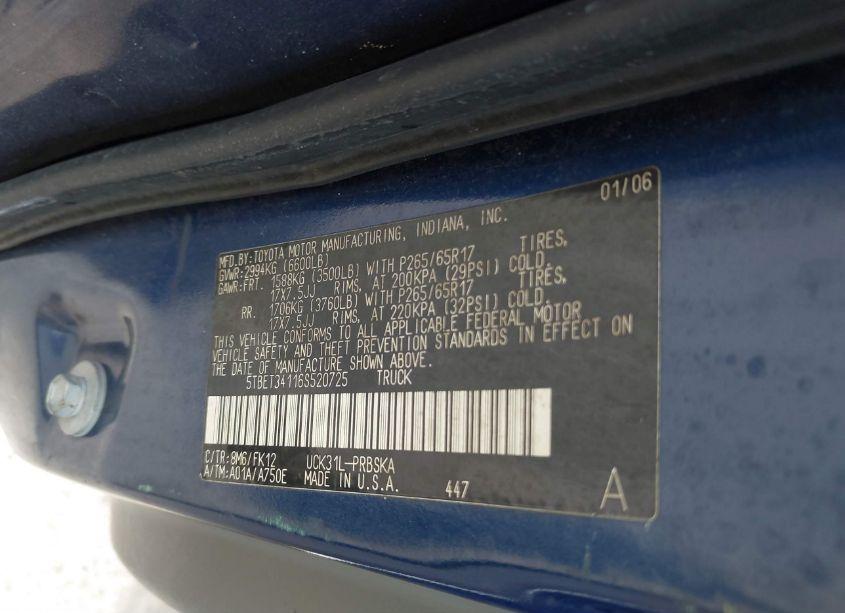 01/06
MFD.BY: TOYOTA MOTOR MANUFACTURING, INDIANA, INC.
GVWR: 2994KG (6600LB)
GAWR: FRT. 1588KG (3500LB) WITH P265/65R17 TIRES,
17X7.5JJ RIMS, AT 200KPA (29PSI) COLD.
RR. 1706KG (3760LB) WITH P265/65R17 TIRES,
17X7.5JJ RIMS, AT 220KPA (32PSI) COLD.
THIS VEHICLE CONFORMS TO ALL APPLICABLE FEDERAL MOTOR
VEHICLE SAFETY AND THEFT PREVENTION STANDARDS IN EFFECT ON
THE DATE OF MANUFACTURE SHOWN ABOVE.
5TBET34116S520725 TRUCK
C/TR: 8M6/FK12 UCK31L-PRBSKA
A/TM: A01A/A750E MADE IN U.S.A. 447 A